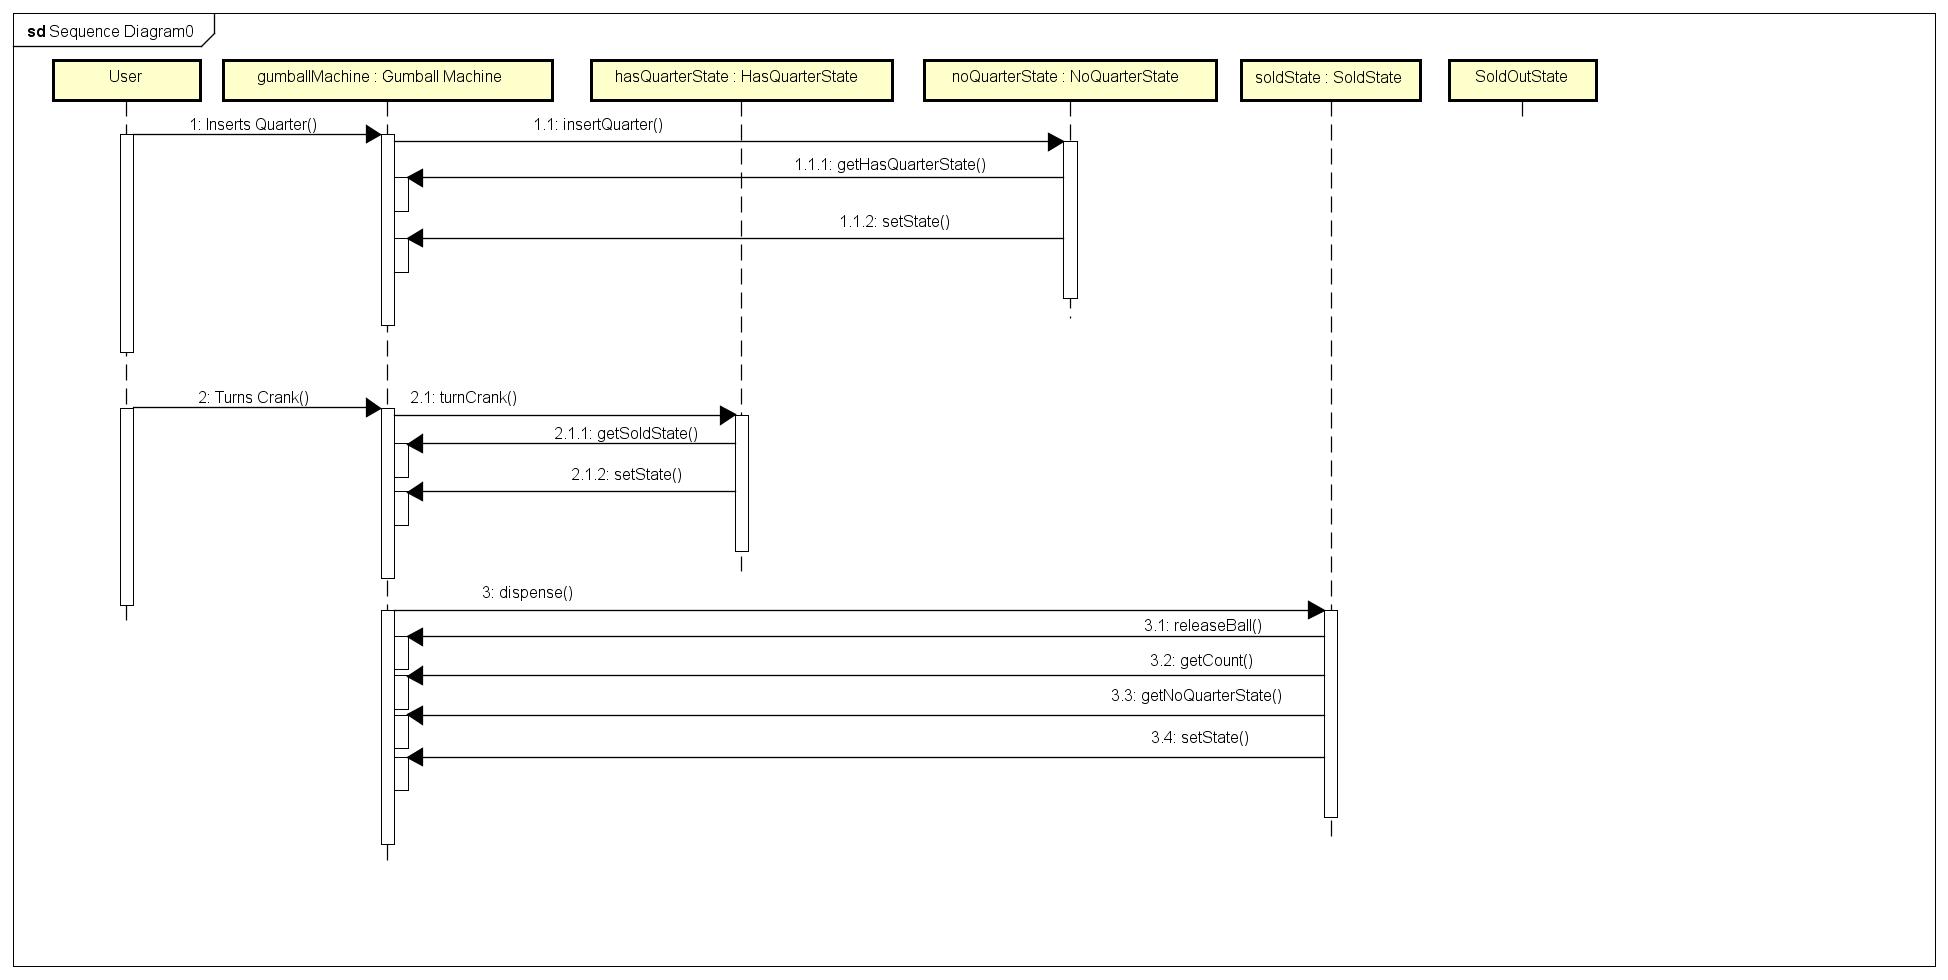 sd Sequence Diagram0
User
gumballMachine : Gumball Machine
hasQuarterState : HasQuarterState
noQuarterState : NoQuarterState
soldState : SoldState
SoldOutState
1: Inserts Quarter()
1.1: insertQuarter()
1.1.1: getHasQuarterState()
1.1.2: setState()
2: Turns Crank()
2.1: turnCrank()
2.1.1: getSoldState()
2.1.2: setState()
3: dispense()
3.1: releaseBall()
3.2: getCount()
3.3: getNoQuarterState()
3.4: setState()